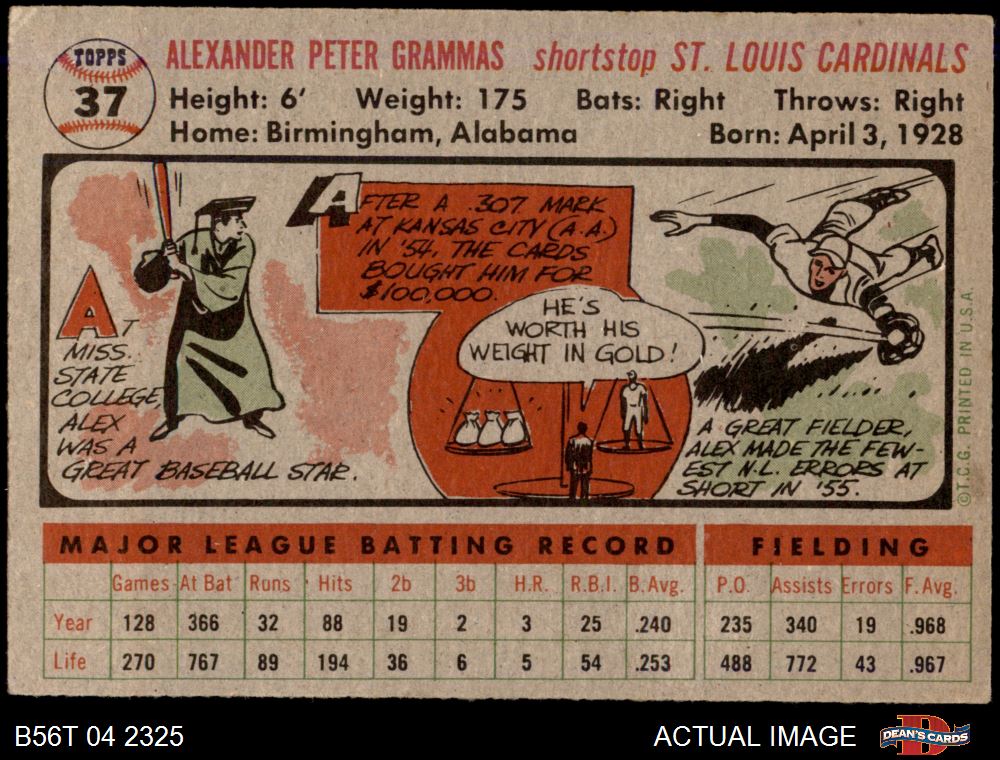 TOPPS
37
ALEXANDER PETER GRAMMAS shortstop ST. LOUIS CARDINALS
Height: 6' Weight: 175 Bats: Right Throws: Right
Home: Birmingham, Alabama Born: April 3, 1928
AT
MISS.
STATE
COLLEGE,
ALEX
WAS A
GREAT BASEBALL STAR.
AFTER A .307 MARK
AT KANSAS CITY (A.A.)
IN '54, THE CARDS
BOUGHT HIM FOR
$100,000.
HE'S
WORTH HIS
WEIGHT IN GOLD!
A GREAT FIELDER,
ALEX MADE THE FEW-
EST N.L. ERRORS AT
SHORT IN '55.
©T.C.G. PRINTED IN U.S.A.
MAJOR LEAGUE BATTING RECORD FIELDING
Games At Bat Runs Hits 2b 3b H.R. R.B.I. B.Avg. P.O. Assists Errors F.Avg.
Year 128 366 32 88 19 2 3 25 .240 235 340 19 .968
Life 270 767 89 194 36 6 5 54 .253 488 772 43 .967
B56T 04 2325 ACTUAL IMAGE DEAN'S CARDS